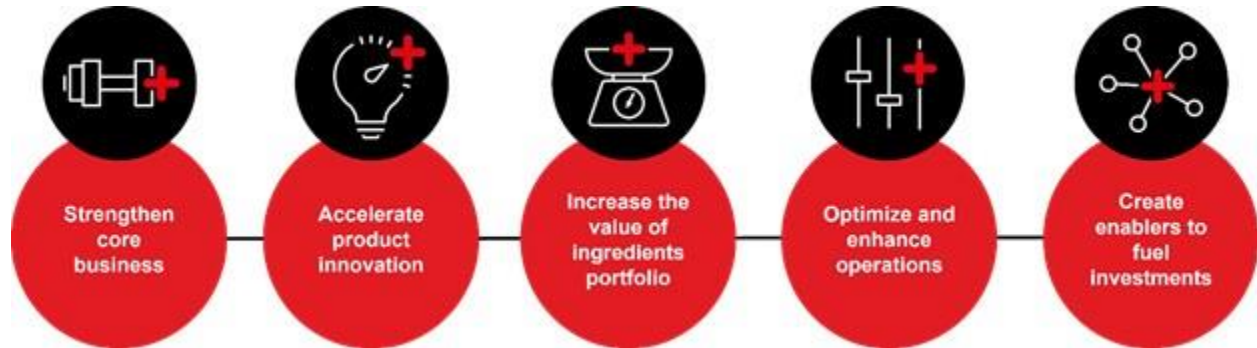 Strengthen
core
business
Accelerate
product
innovation
Increase the
value of
ingredients
portfolio
Optimize and
enhance
operations
Create
enablers to
fuel
investments